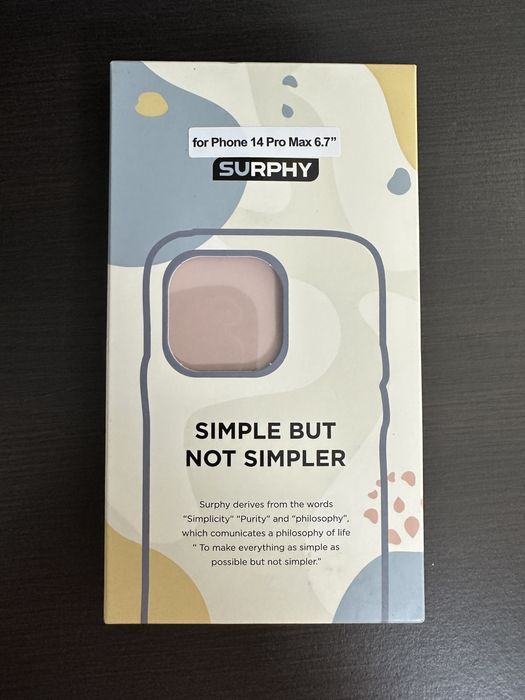 for Phone 14 Pro Max 6.7"
SURPHY
SIMPLE BUT
NOT SIMPLER
Surphy derives from the words
"Simplicity" "Purity" and "philosophy",
which comunicates a philosophy of life
" To make everything as simple as
possible but not simpler."